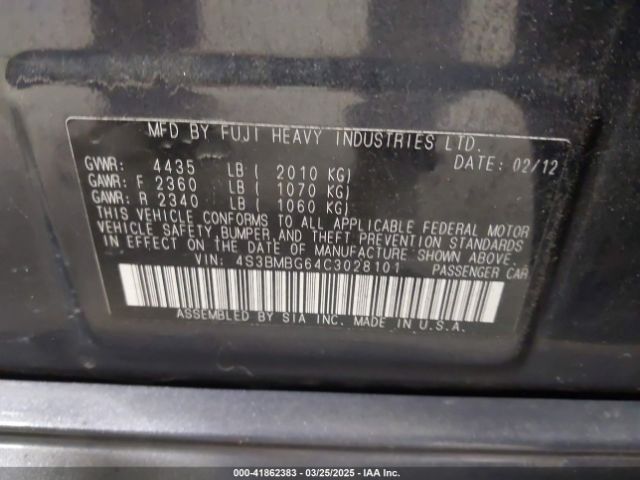 MFD BY FUJI HEAVY INDUSTRIES LTD.
DATE: 02/12
GVWR: 4435 LB ( 2010 KG)
GAWR: F 2360 LB ( 1070 KG)
GAWR: R 2340 LB ( 1060 KG)
THIS VEHICLE CONFORMS TO ALL APPLICABLE FEDERAL MOTOR
VEHICLE SAFETY, BUMPER, AND THEFT PREVENTION STANDARDS
IN EFFECT ON THE DATE OF MANUFACTURE SHOWN ABOVE.
VIN: 4S3BMBG64C3028101 PASSENGER CAR
ASSEMBLED BY SIA INC. MADE IN U.S.A.
000-41862383 / 03/25/2025 - IAA Inc.